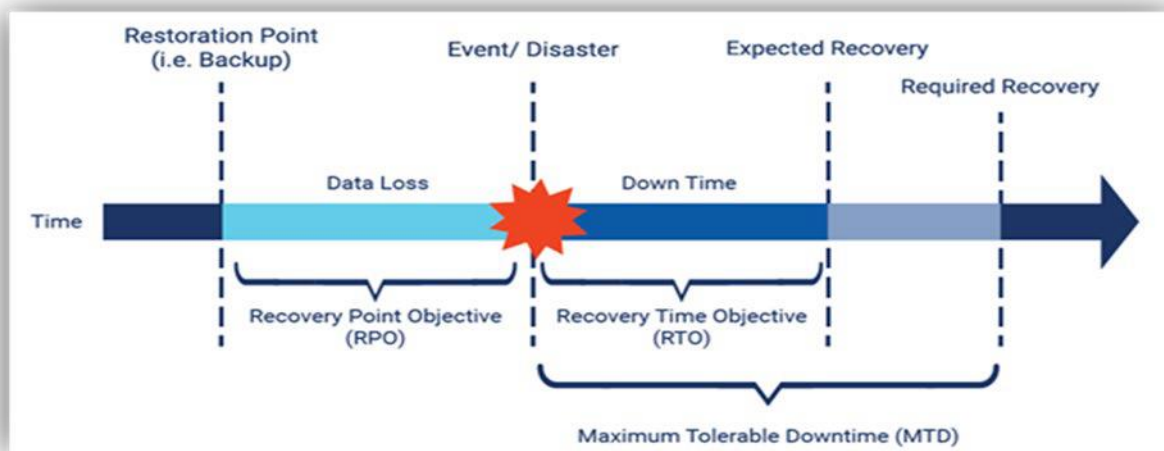 Restoration Point
(i.e. Backup)
Event/ Disaster
Expected Recovery
Required Recovery
Data Loss
Down Time
Time
Recovery Point Objective
(RPO)
Recovery Time Objective
(RTO)
Maximum Tolerable Downtime (MTD)